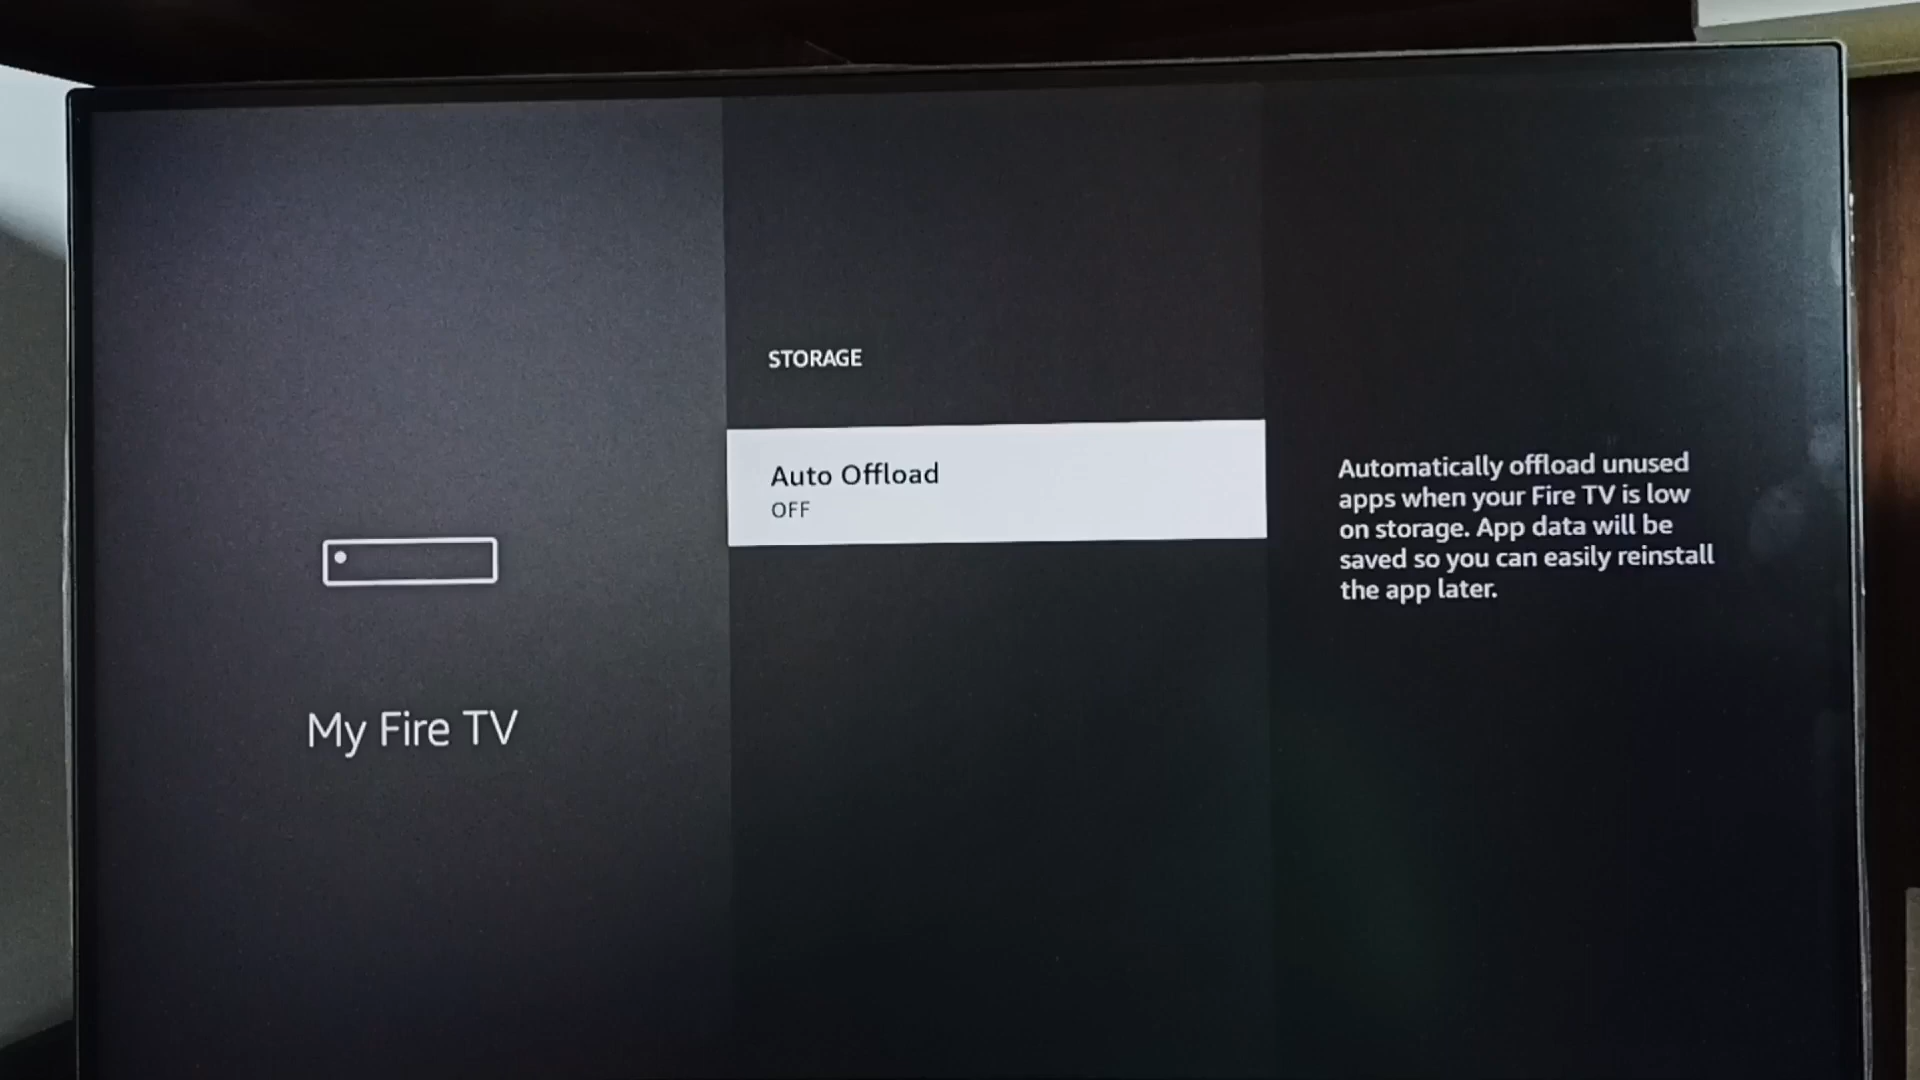 STORAGE
Auto Offload
OFF
Automatically offload unused
apps when your Fire TV is low
on storage. App data will be
saved so you can easily reinstall
the app later.
My Fire TV